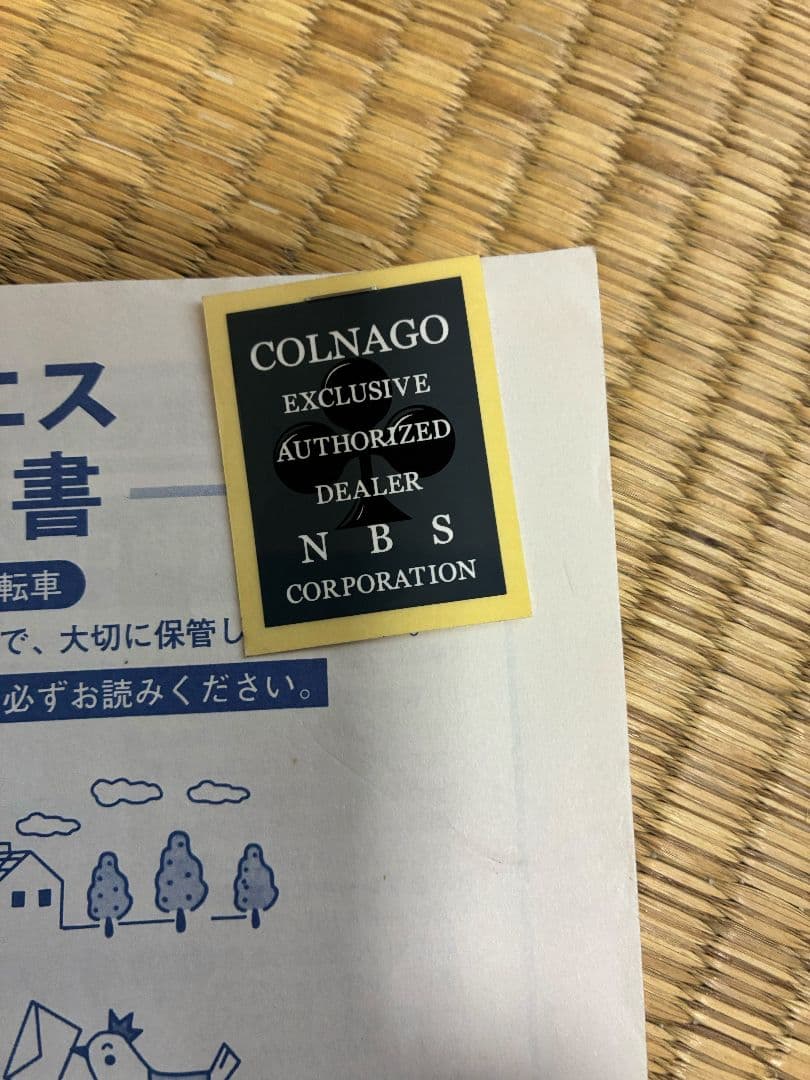 COLNAGO
EXCLUSIVE
AUTHORIZED
DEALER
N B S
CORPORATION
ニス
書
転車
で、大切に保管し
。
必ずお読みください。